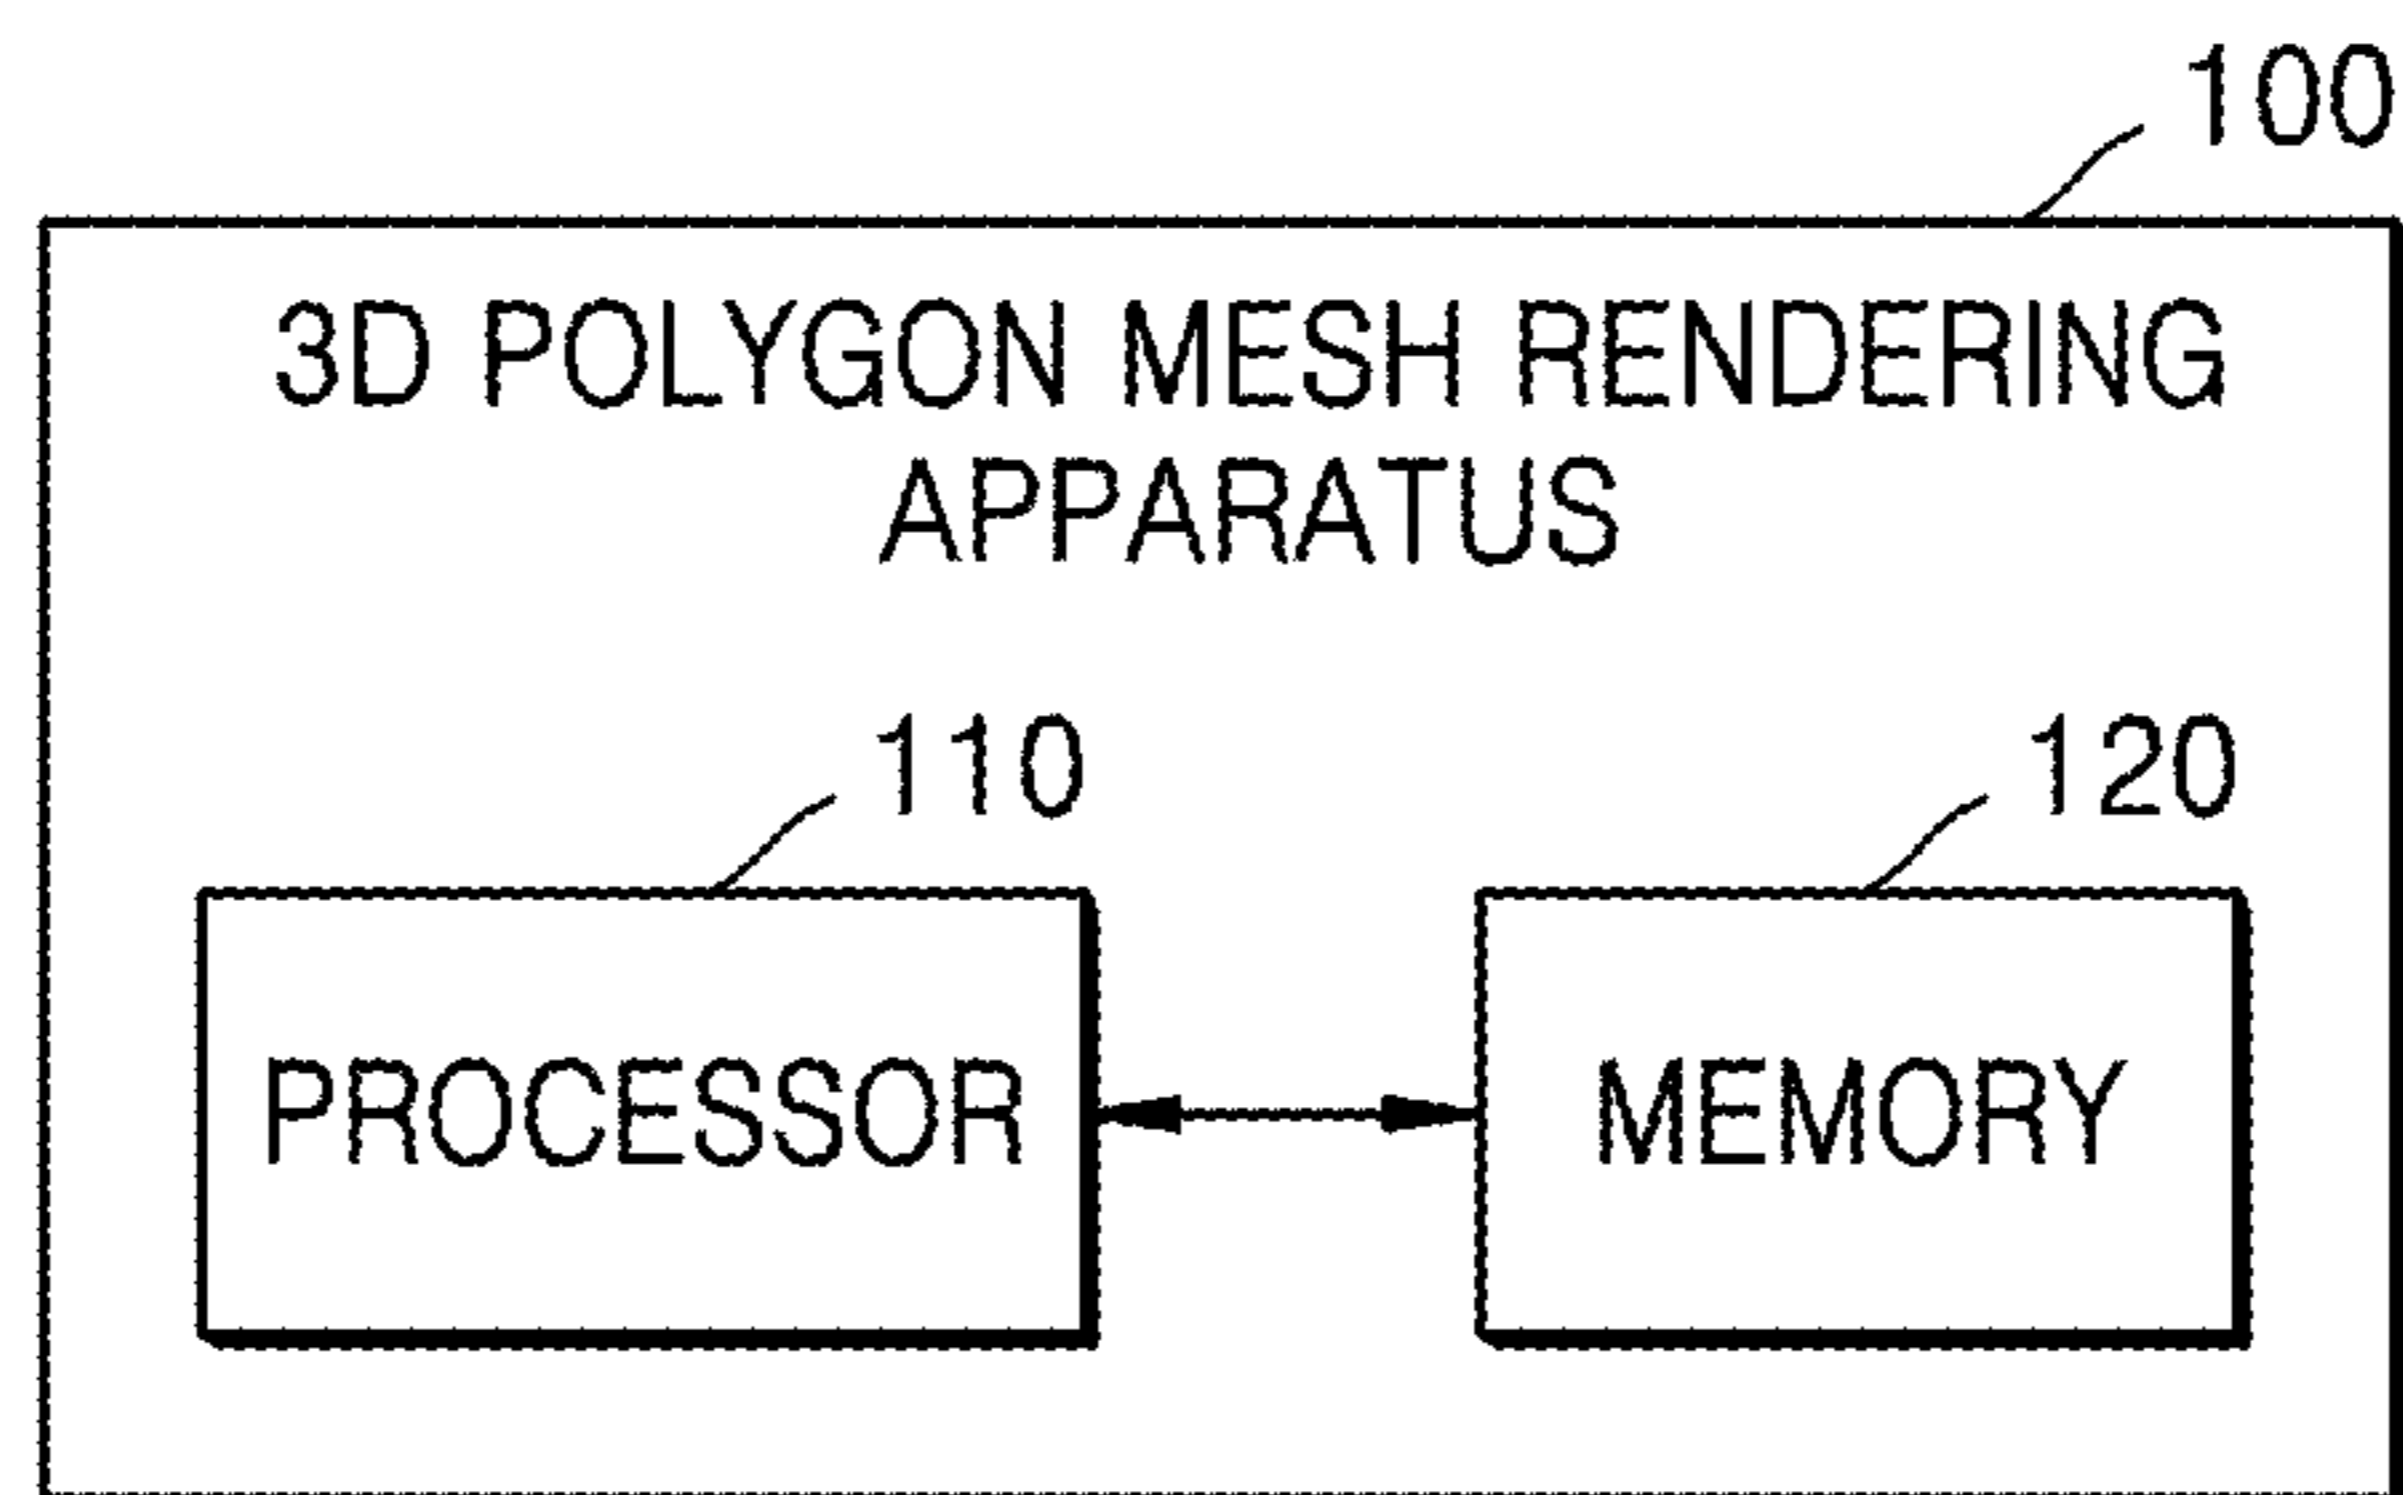 100
3D POLYGON MESH RENDERING
APPARATUS
110
120
PROCESSOR
MEMORY